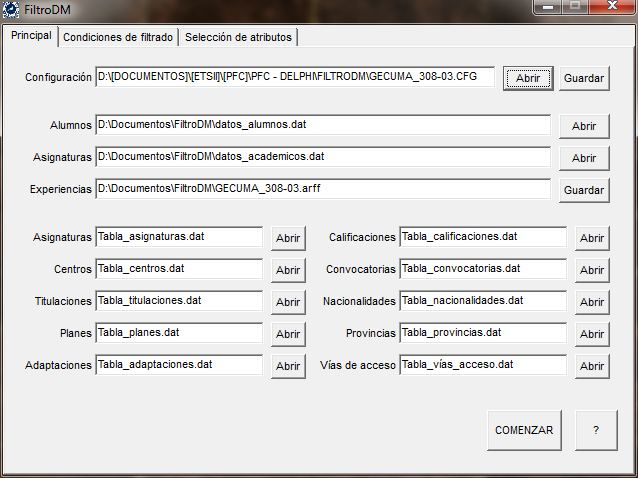 FiltroDM
Principal Condiciones de filtrado Selección de atributos
Configuración D:\[DOCUMENTOS]\[ETSII]\[PFC]\PFC - DELPHI\FILTRODM\GECUMA_308-03.CFG Abrir Guardar
Alumnos D:\Documentos\FiltroDM\datos_alumnos.dat Abrir
Asignaturas D:\Documentos\FiltroDM\datos_academicos.dat Abrir
Experiencias D:\Documentos\FiltroDM\GECUMA_308-03.arff Guardar
Asignaturas Tabla_asignaturas.dat Abrir Calificaciones Tabla_calificaciones.dat Abrir
Centros Tabla_centros.dat Abrir Convocatorias Tabla_convocatorias.dat Abrir
Titulaciones Tabla_titulaciones.dat Abrir Nacionalidades Tabla_nacionalidades.dat Abrir
Planes Tabla_planes.dat Abrir Provincias Tabla_provincias.dat Abrir
Adaptaciones Tabla_adaptaciones.dat Abrir Vías de acceso Tabla_vías_acceso.dat Abrir
COMENZAR ?